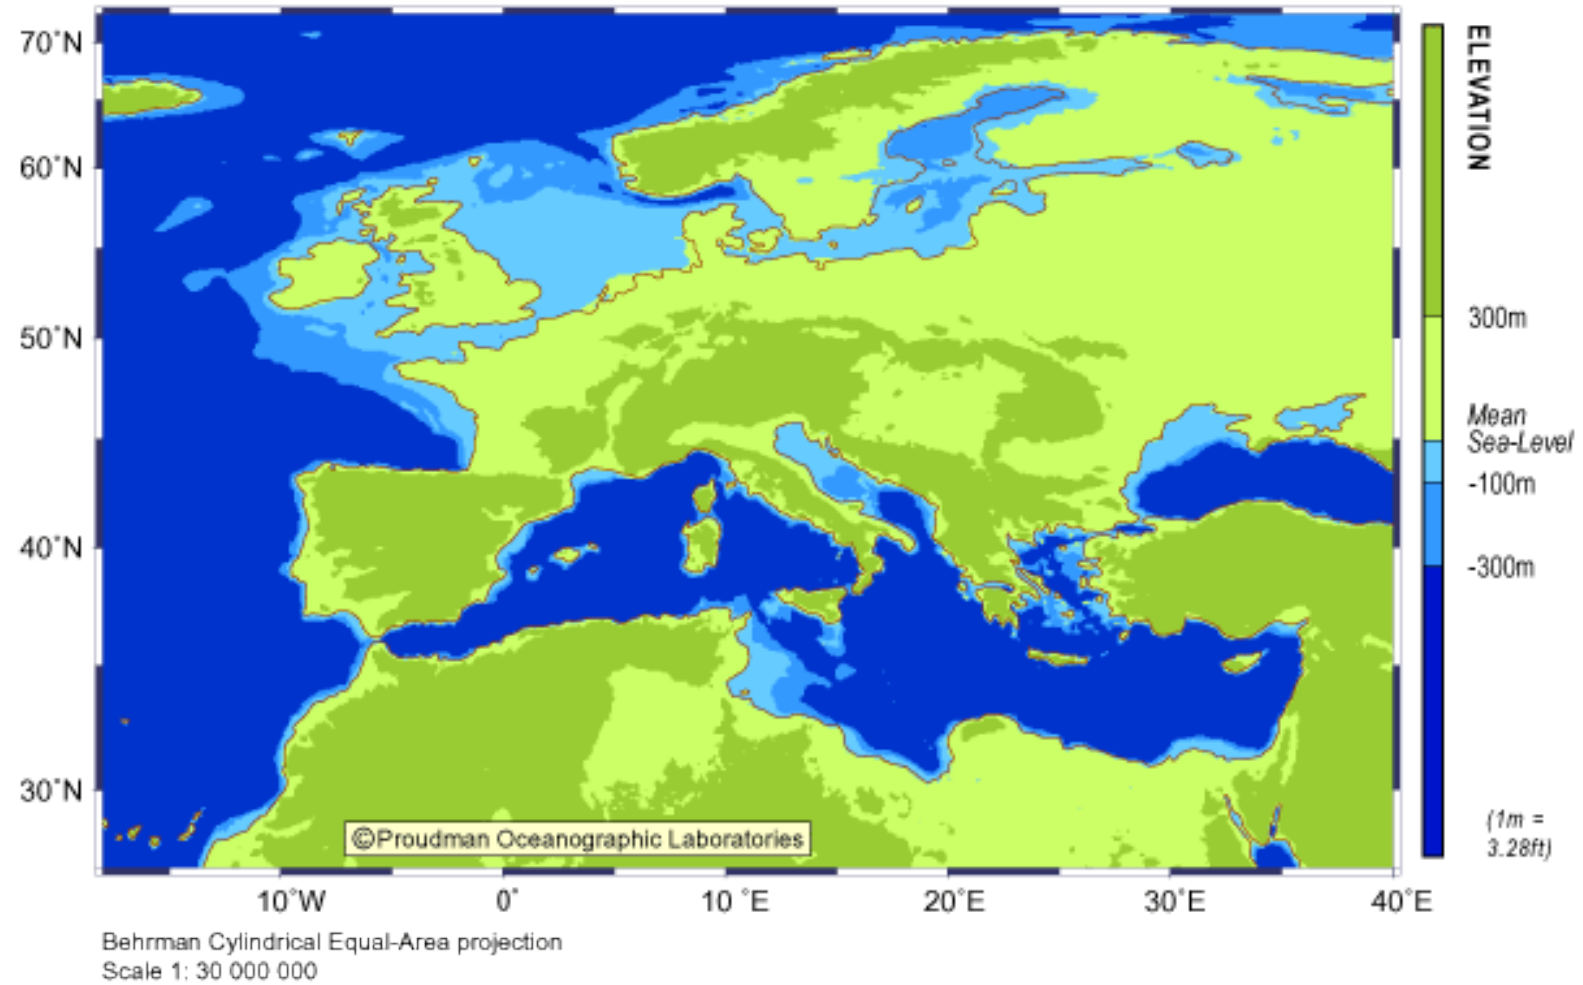 70˚N
60˚N
50˚N
40˚N
30˚N
10˚W
0˚
10 ˚E
20˚E
30˚E
40˚E
ELEVATION
300m
Mean
Sea-Level
-100m
-300m
(1m =
3.28ft)
©Proudman Oceanographic Laboratories
Behrman Cylindrical Equal-Area projection
Scale 1: 30 000 000